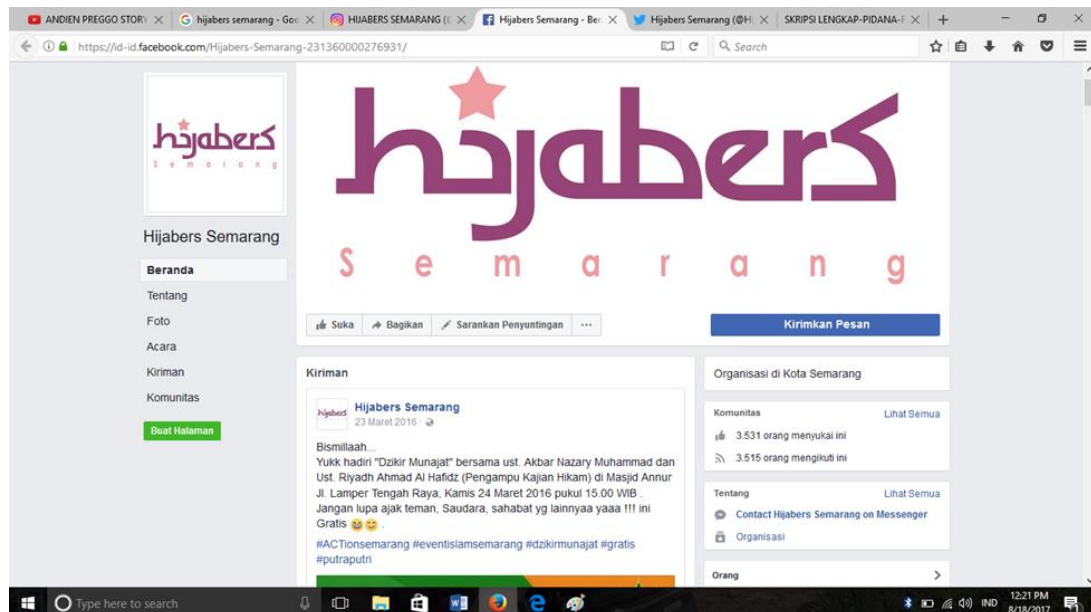 ANDIEN PREGGO STORY
hijabers semarang - Goo
HIJABERS SEMARANG (@
Hijabers Semarang - Ber
Hijabers Semarang (@Hi
SKRIPSI LENGKAP-PIDANA-F
https://id-id.facebook.com/Hijabers-Semarang-231360000276931/
Search
hijabers
Semarang
Hijabers Semarang
Beranda
Tentang
Foto
Acara
Kiriman
Komunitas
Buat Halaman
hijabers
Semarang
Suka
Bagikan
Sarankan Penyuntingan
Kirimkan Pesan
Kiriman
hijabers
Hijabers Semarang
23 Maret 2016
Bismillaah...
Yukk hadiri "Dzikir Munajat" bersama ust. Akbar Nazary Muhammad dan
Ust. Riyadh Ahmad Al Hafidz (Pengampu Kajian Hikam) di Masjid Annur
Jl. Lamper Tengah Raya, Kamis 24 Maret 2016 pukul 15.00 WIB .
Jangan lupa ajak teman, Saudara, sahabat yg lainnyaa yaaa !!! ini
Gratis 😂😊 .
#ACTionsemarang #eventislamsemarang #dzikirmunajat #gratis
#putraputri
Organisasi di Kota Semarang
Komunitas
Lihat Semua
3.531 orang menyukai ini
3.515 orang mengikuti ini
Tentang
Lihat Semua
Contact Hijabers Semarang on Messenger
Organisasi
Orang
Type here to search
IND
12:21 PM
8/18/2017